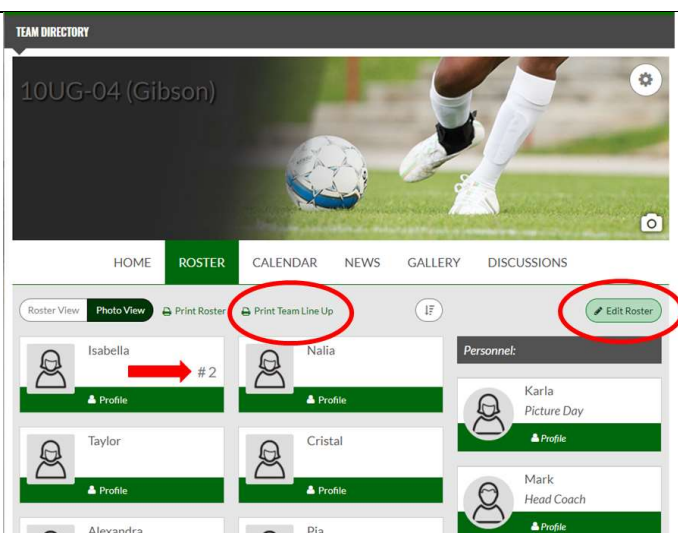 TEAM DIRECTORY
10UG-04 (Gibson)
HOME ROSTER CALENDAR NEWS GALLERY DISCUSSIONS
Roster View Photo View Print Roster Print Team Line Up Edit Roster
Isabella
#2
Profile
Nalia
Profile
Personnel:
Karla
Picture Day
Profile
Taylor
Profile
Cristal
Profile
Mark
Head Coach
Profile
Alexandra
Pia